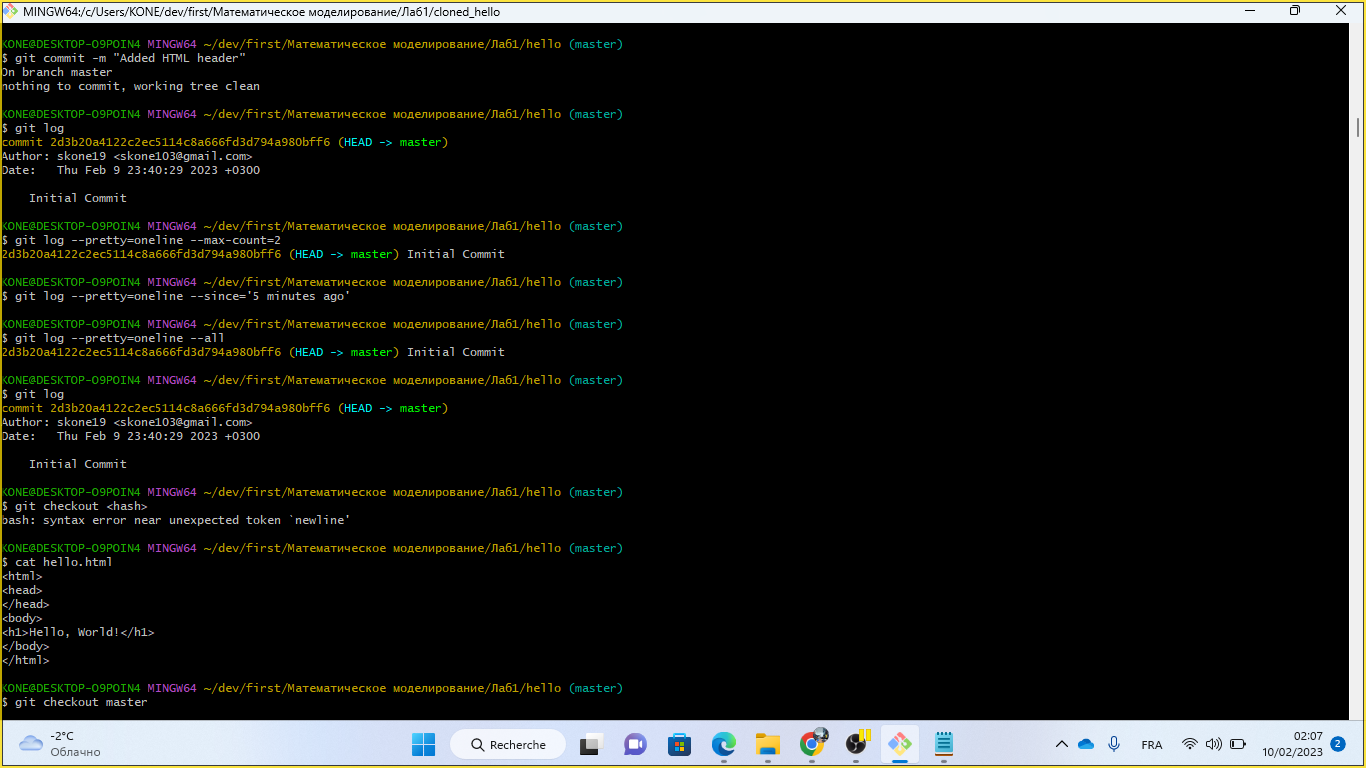 MINGW64:/c/Users/KONE/dev/first/Математическое моделирование/Лаб1/cloned_hello
KONE@DESKTOP-O9POIN4 MINGW64 ~/dev/first/Математическое моделирование/Лаб1/hello (master)
$ git commit -m "Added HTML header"
On branch master
nothing to commit, working tree clean
KONE@DESKTOP-O9POIN4 MINGW64 ~/dev/first/Математическое моделирование/Лаб1/hello (master)
$ git log
commit 2d3b20a4122c2ec5114c8a666fd3d794a980bff6 (HEAD -> master)
Author: skone19 <skone103@gmail.com>
Date:   Thu Feb 9 23:40:29 2023 +0300
    Initial Commit
KONE@DESKTOP-O9POIN4 MINGW64 ~/dev/first/Математическое моделирование/Лаб1/hello (master)
$ git log --pretty=oneline --max-count=2
2d3b20a4122c2ec5114c8a666fd3d794a980bff6 (HEAD -> master) Initial Commit
KONE@DESKTOP-O9POIN4 MINGW64 ~/dev/first/Математическое моделирование/Лаб1/hello (master)
$ git log --pretty=oneline --since='5 minutes ago'
KONE@DESKTOP-O9POIN4 MINGW64 ~/dev/first/Математическое моделирование/Лаб1/hello (master)
$ git log --pretty=oneline --all
2d3b20a4122c2ec5114c8a666fd3d794a980bff6 (HEAD -> master) Initial Commit
KONE@DESKTOP-O9POIN4 MINGW64 ~/dev/first/Математическое моделирование/Лаб1/hello (master)
$ git log
commit 2d3b20a4122c2ec5114c8a666fd3d794a980bff6 (HEAD -> master)
Author: skone19 <skone103@gmail.com>
Date:   Thu Feb 9 23:40:29 2023 +0300
    Initial Commit
KONE@DESKTOP-O9POIN4 MINGW64 ~/dev/first/Математическое моделирование/Лаб1/hello (master)
$ git checkout <hash>
bash: syntax error near unexpected token `newline'
KONE@DESKTOP-O9POIN4 MINGW64 ~/dev/first/Математическое моделирование/Лаб1/hello (master)
$ cat hello.html
<html>
<head>
</head>
<body>
<h1>Hello, World!</h1>
</body>
</html>
KONE@DESKTOP-O9POIN4 MINGW64 ~/dev/first/Математическое моделирование/Лаб1/hello (master)
$ git checkout master
-2°C
Облачно
Recherche
FRA
02:07
10/02/2023
2